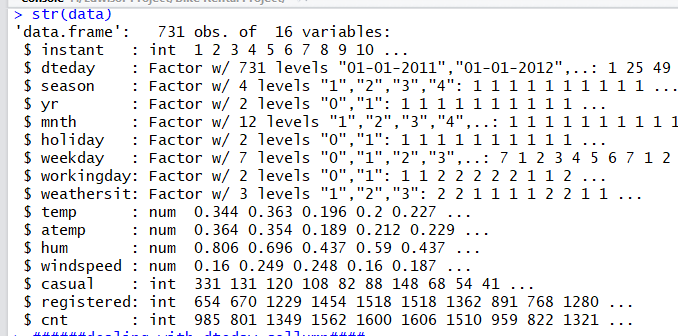 > str(data)
'data.frame':   731 obs. of  16 variables:
 $ instant   : int  1 2 3 4 5 6 7 8 9 10 ...
 $ dteday    : Factor w/ 731 levels "01-01-2011","01-01-2012",..: 1 25 49
 $ season    : Factor w/ 4 levels "1","2","3","4": 1 1 1 1 1 1 1 1 1 1 ...
 $ yr        : Factor w/ 2 levels "0","1": 1 1 1 1 1 1 1 1 1 1 ...
 $ mnth      : Factor w/ 12 levels "1","2","3","4",..: 1 1 1 1 1 1 1 1 1 1
 $ holiday   : Factor w/ 2 levels "0","1": 1 1 1 1 1 1 1 1 1 1 ...
 $ weekday   : Factor w/ 7 levels "0","1","2","3",..: 7 1 2 3 4 5 6 7 1 2
 $ workingday: Factor w/ 2 levels "0","1": 1 1 2 2 2 2 2 1 1 2 ...
 $ weathersit: Factor w/ 3 levels "1","2","3": 2 2 1 1 1 1 2 2 1 1 ...
 $ temp      : num  0.344 0.363 0.196 0.2 0.227 ...
 $ atemp     : num  0.364 0.354 0.189 0.212 0.229 ...
 $ hum       : num  0.806 0.696 0.437 0.59 0.437 ...
 $ windspeed : num  0.16 0.249 0.248 0.16 0.187 ...
 $ casual    : int  331 131 120 108 82 88 148 68 54 41 ...
 $ registered: int  654 670 1229 1454 1518 1518 1362 891 768 1280 ...
 $ cnt       : int  985 801 1349 1562 1600 1606 1510 959 822 1321 ...